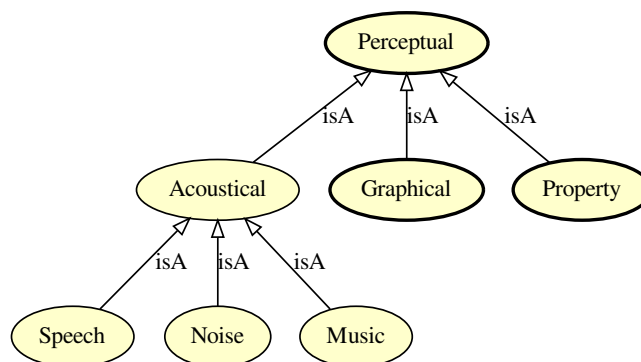 Perceptual
isA isA isA
Acoustical Graphical Property
isA isA isA
Speech Noise Music